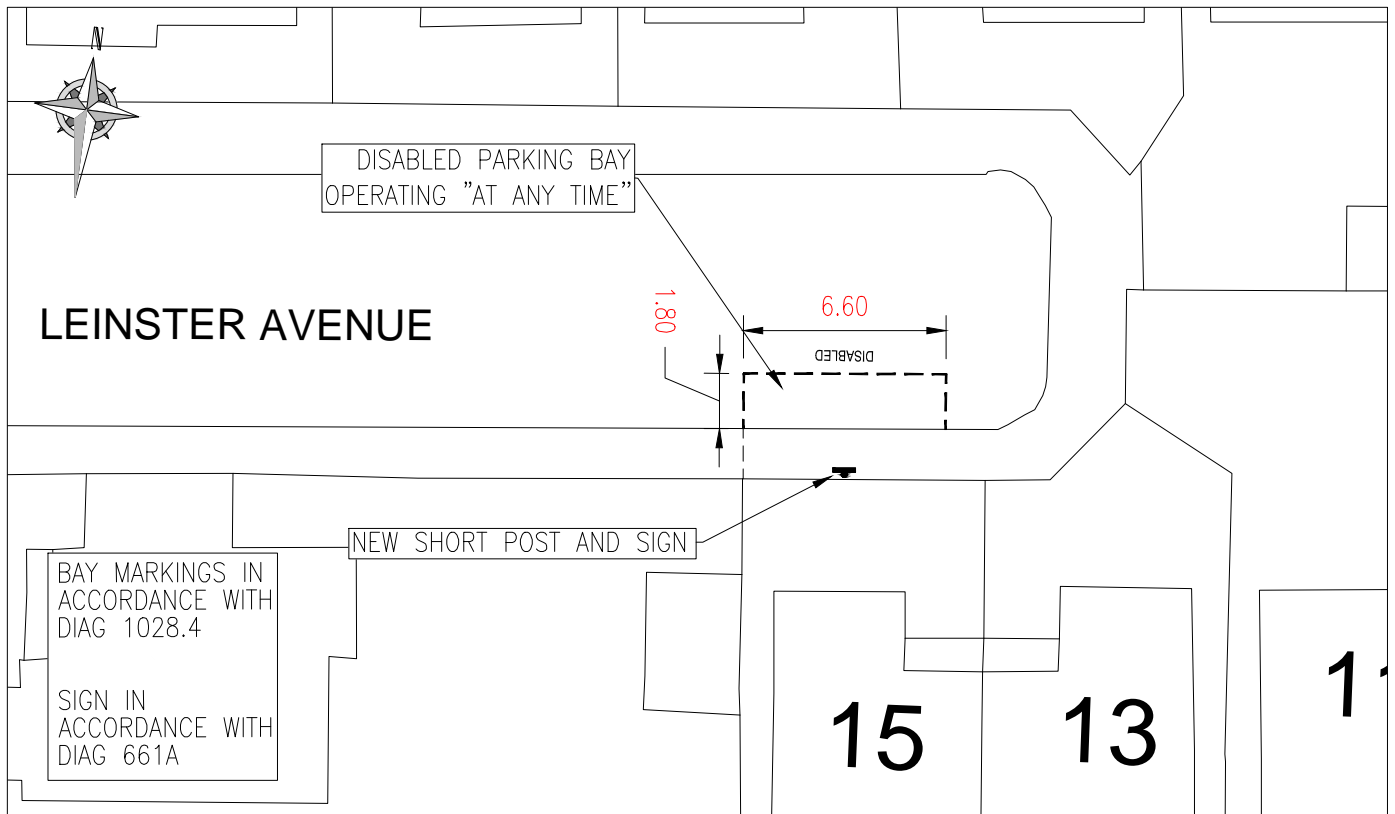 N
DISABLED PARKING BAY
OPERATING "AT ANY TIME"
LEINSTER AVENUE
1.80
6.60
DISABLED
NEW SHORT POST AND SIGN
BAY MARKINGS IN
ACCORDANCE WITH
DIAG 1028.4
SIGN IN
ACCORDANCE WITH
DIAG 661A
15
13
11